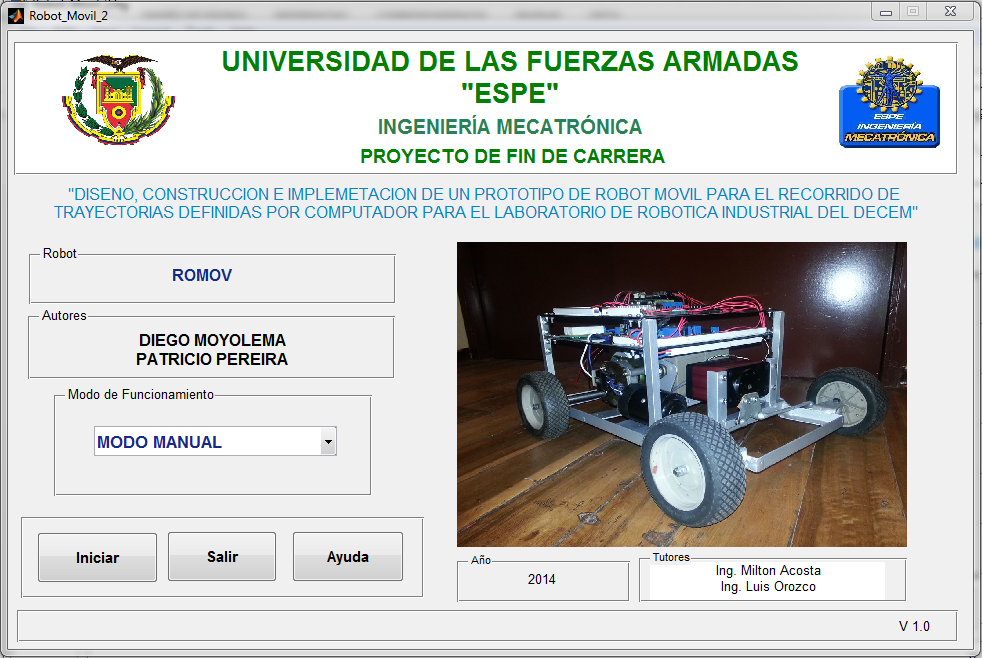 Robot_Movil_2
UNIVERSIDAD DE LAS FUERZAS ARMADAS
"ESPE"
INGENIERÍA MECATRÓNICA
PROYECTO DE FIN DE CARRERA
ESPE
INGENIERÍA
MECATRÓNICA
"DISENO, CONSTRUCCION E IMPLEMETACION DE UN PROTOTIPO DE ROBOT MOVIL PARA EL RECORRIDO DE
TRAYECTORIAS DEFINIDAS POR COMPUTADOR PARA EL LABORATORIO DE ROBOTICA INDUSTRIAL DEL DECEM"
Robot
ROMOV
Autores
DIEGO MOYOLEMA
PATRICIO PEREIRA
Modo de Funcionamiento
MODO MANUAL
Iniciar
Salir
Ayuda
Año
2014
Tutores
Ing. Milton Acosta
Ing. Luis Orozco
V 1.0